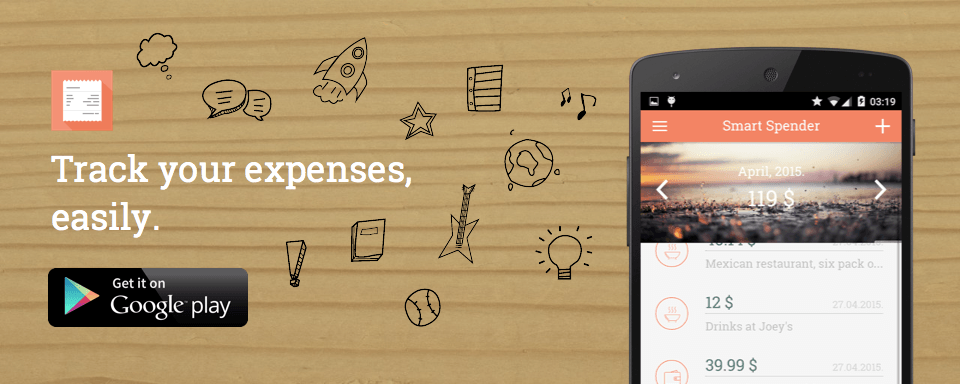 Track your expenses,
easily.
Get it on
Google play
03:19
Smart Spender
April, 2015.
119 $
Mexican restaurant, six pack o...
12 $
27.04.2015.
Drinks at Joey's
39.99 $
27.04.2015.